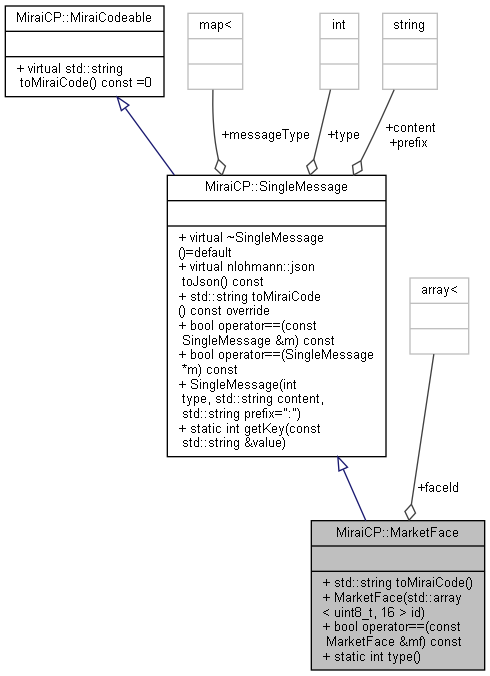 MiraiCP::MiraiCodeable
+ virtual std::string
toMiraiCode() const =0
map<
int
string
+messageType
+type
+content
+prefix
MiraiCP::SingleMessage
+ virtual ~SingleMessage
()=default
+ virtual nlohmann::json
toJson() const
+ std::string toMiraiCode
() const override
+ bool operator==(const
SingleMessage &m) const
+ bool operator==(SingleMessage
*m) const
+ SingleMessage(int
type, std::string content,
std::string prefix=":")
+ static int getKey(const
std::string &value)
array<
+faceId
MiraiCP::MarketFace
+ std::string toMiraiCode()
+ MarketFace(std::array
< uint8_t, 16 > id)
+ bool operator==(const
MarketFace &mf) const
+ static int type()